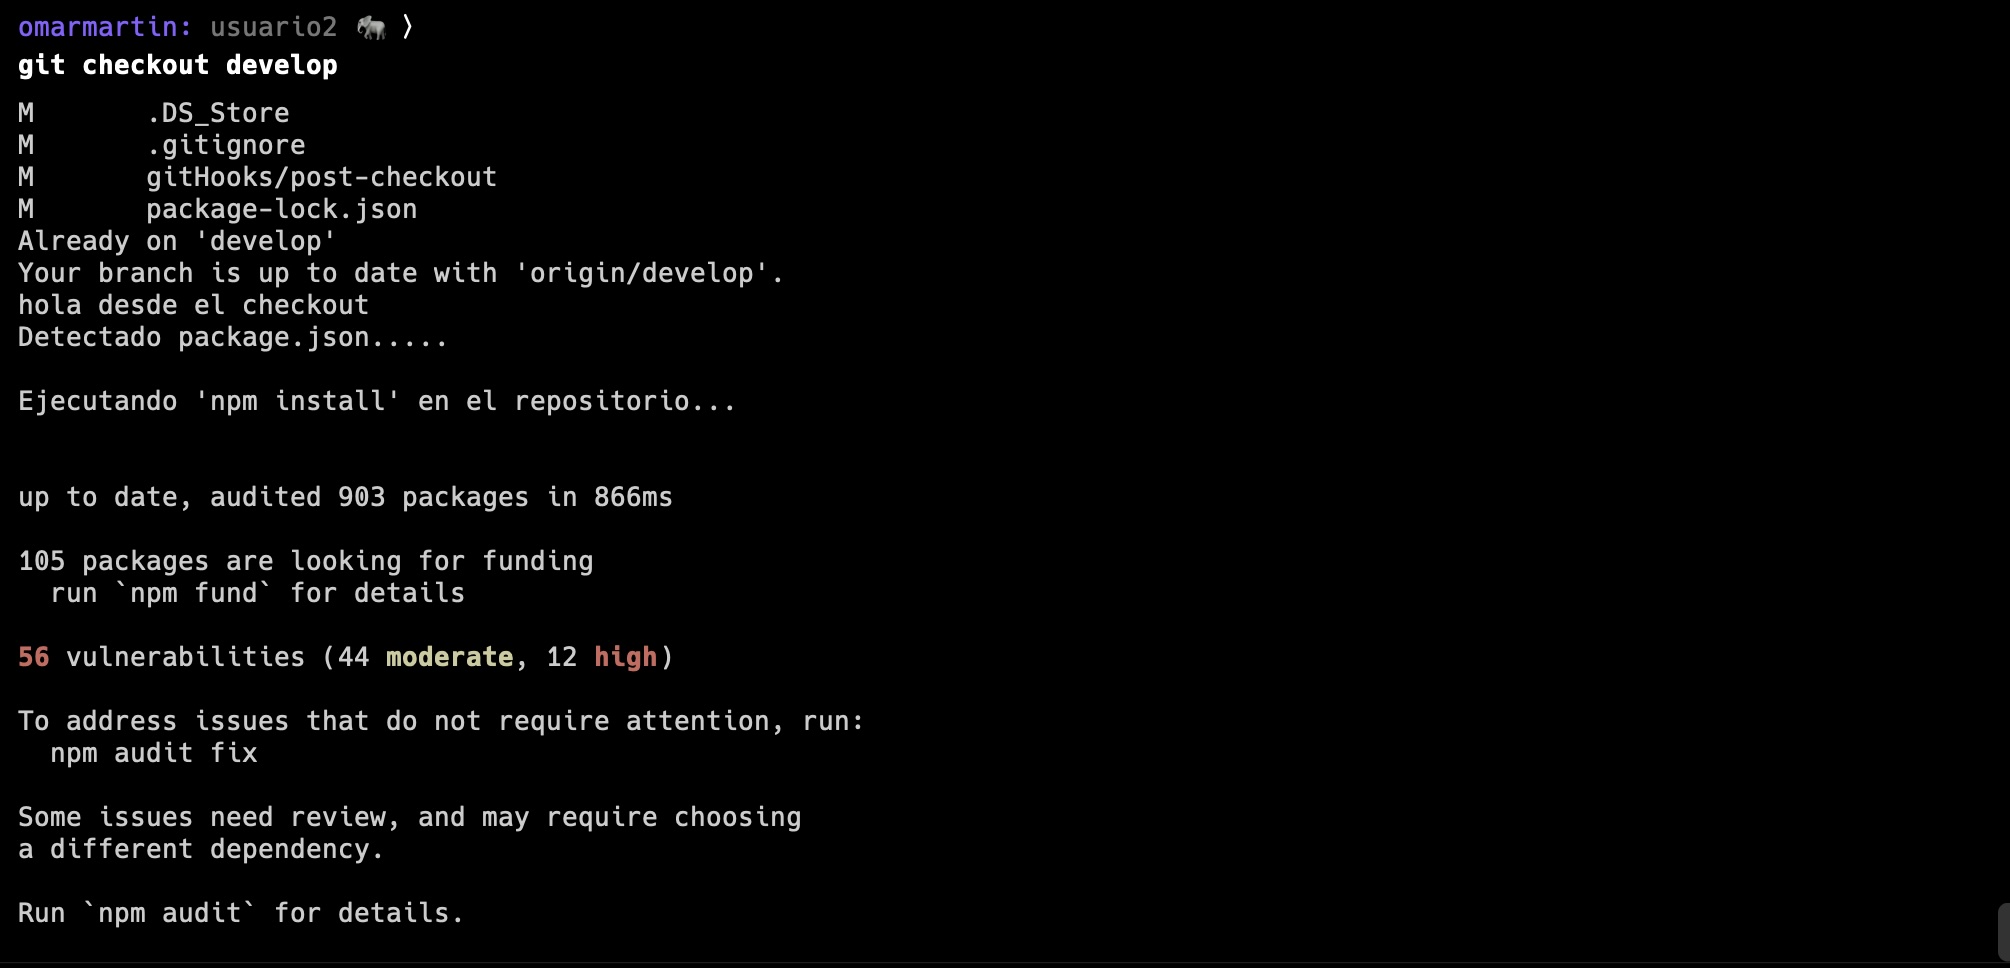 omarmartin: usuario2 🐘 〉
git checkout develop
M       .DS_Store
M       .gitignore
M       gitHooks/post-checkout
M       package-lock.json
Already on 'develop'
Your branch is up to date with 'origin/develop'.
hola desde el checkout
Detectado package.json.....
Ejecutando 'npm install' en el repositorio...
up to date, audited 903 packages in 866ms
105 packages are looking for funding
  run `npm fund` for details
56 vulnerabilities (44 moderate, 12 high)
To address issues that do not require attention, run:
  npm audit fix
Some issues need review, and may require choosing
a different dependency.
Run `npm audit` for details.